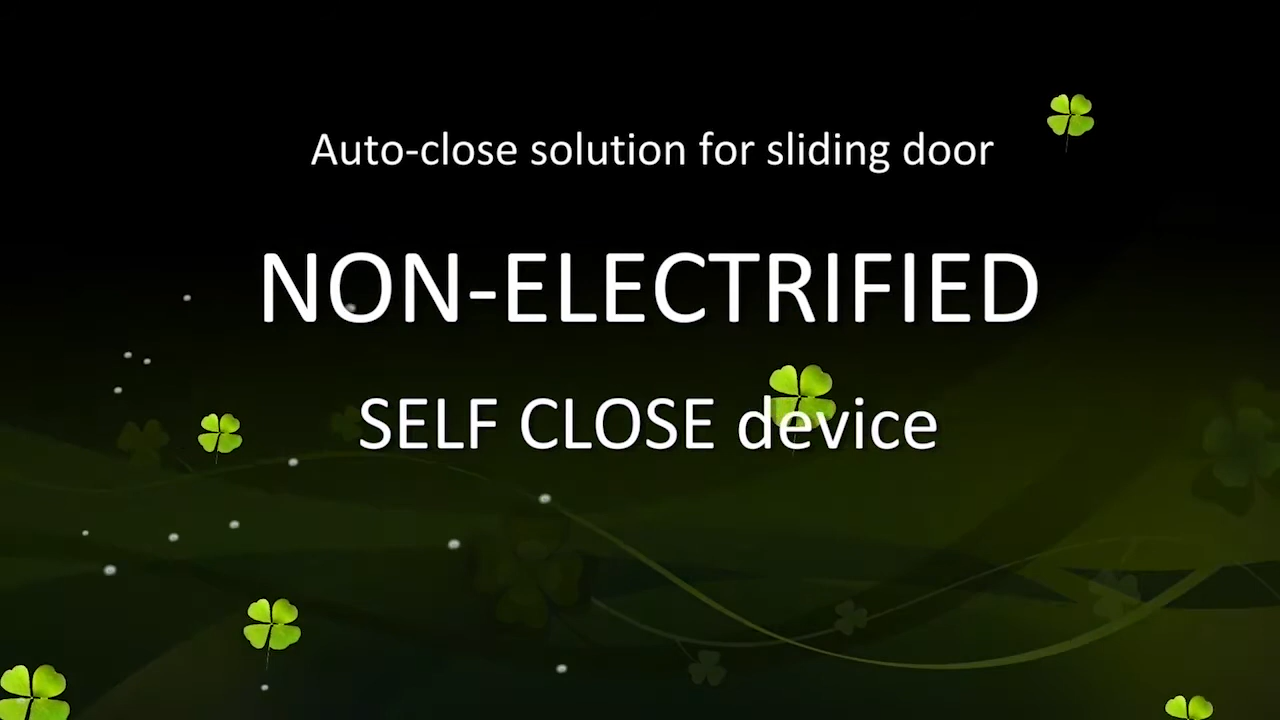 Auto-close solution for sliding door
NON-ELECTRIFIED
SELF CLOSE device